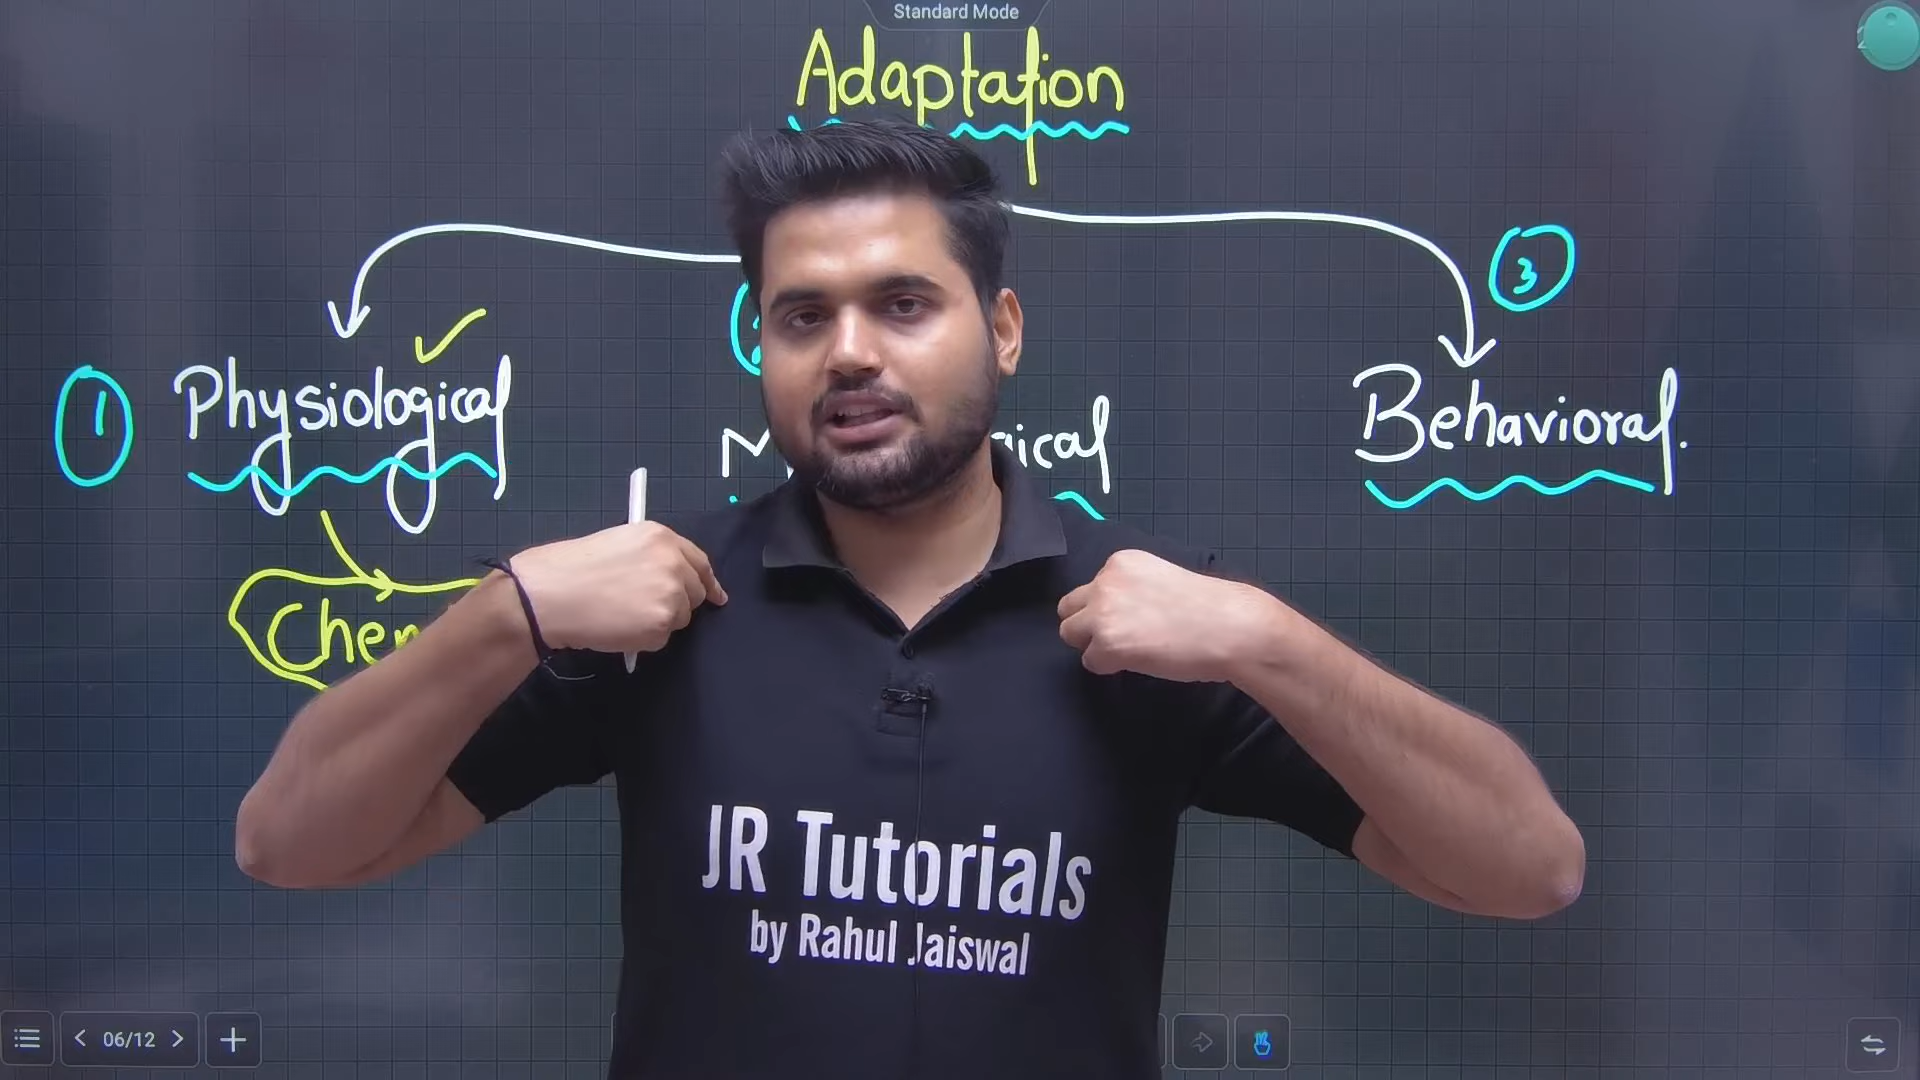 Standard Mode
Adaptation
3
1
Physiological
Behavioral.
JR Tutorials
by Rahul Jaiswal
06/12